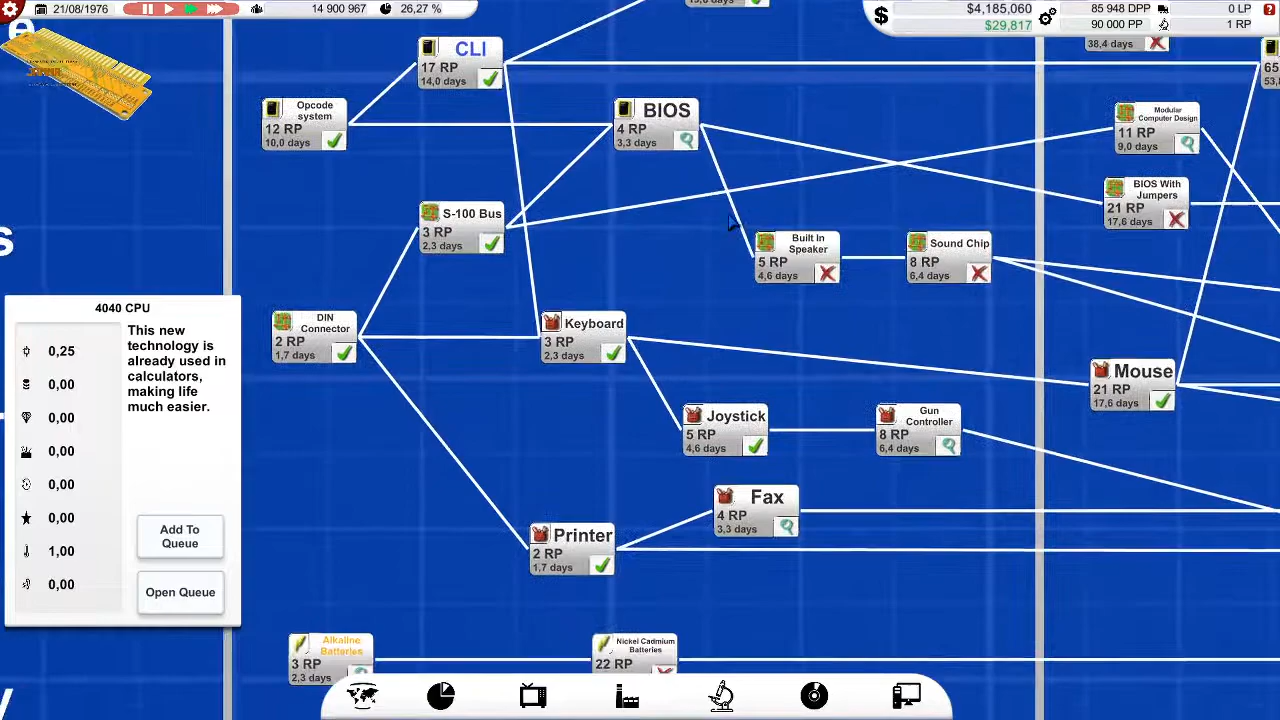 21/08/1976
14 900 967
26,27 %
$4,185,060
85 948 DPP
0 LP
$29,817
90 000 PP
1 RP
38,4 days
CLI
17 RP
14,0 days
Opcode
system
12 RP
10,0 days
BIOS
4 RP
3,3 days
Modular
Computer Design
11 RP
9,0 days
BIOS With
Jumpers
21 RP
17,6 days
S-100 Bus
3 RP
2,3 days
Built In
Speaker
5 RP
4,6 days
Sound Chip
8 RP
6,4 days
4040 CPU
0,25
0,00
0,00
0,00
0,00
0,00
1,00
0,00
This new
technology is
already used in
calculators,
making life
much easier.
Add To
Queue
Open Queue
DIN
Connector
2 RP
1,7 days
Keyboard
3 RP
2,3 days
Mouse
21 RP
17,6 days
Joystick
5 RP
4,6 days
Gun
Controller
8 RP
6,4 days
Fax
4 RP
3,3 days
Printer
2 RP
1,7 days
Alkaline
Batteries
3 RP
2,3 days
Nickel Cadmium
Batteries
22 RP